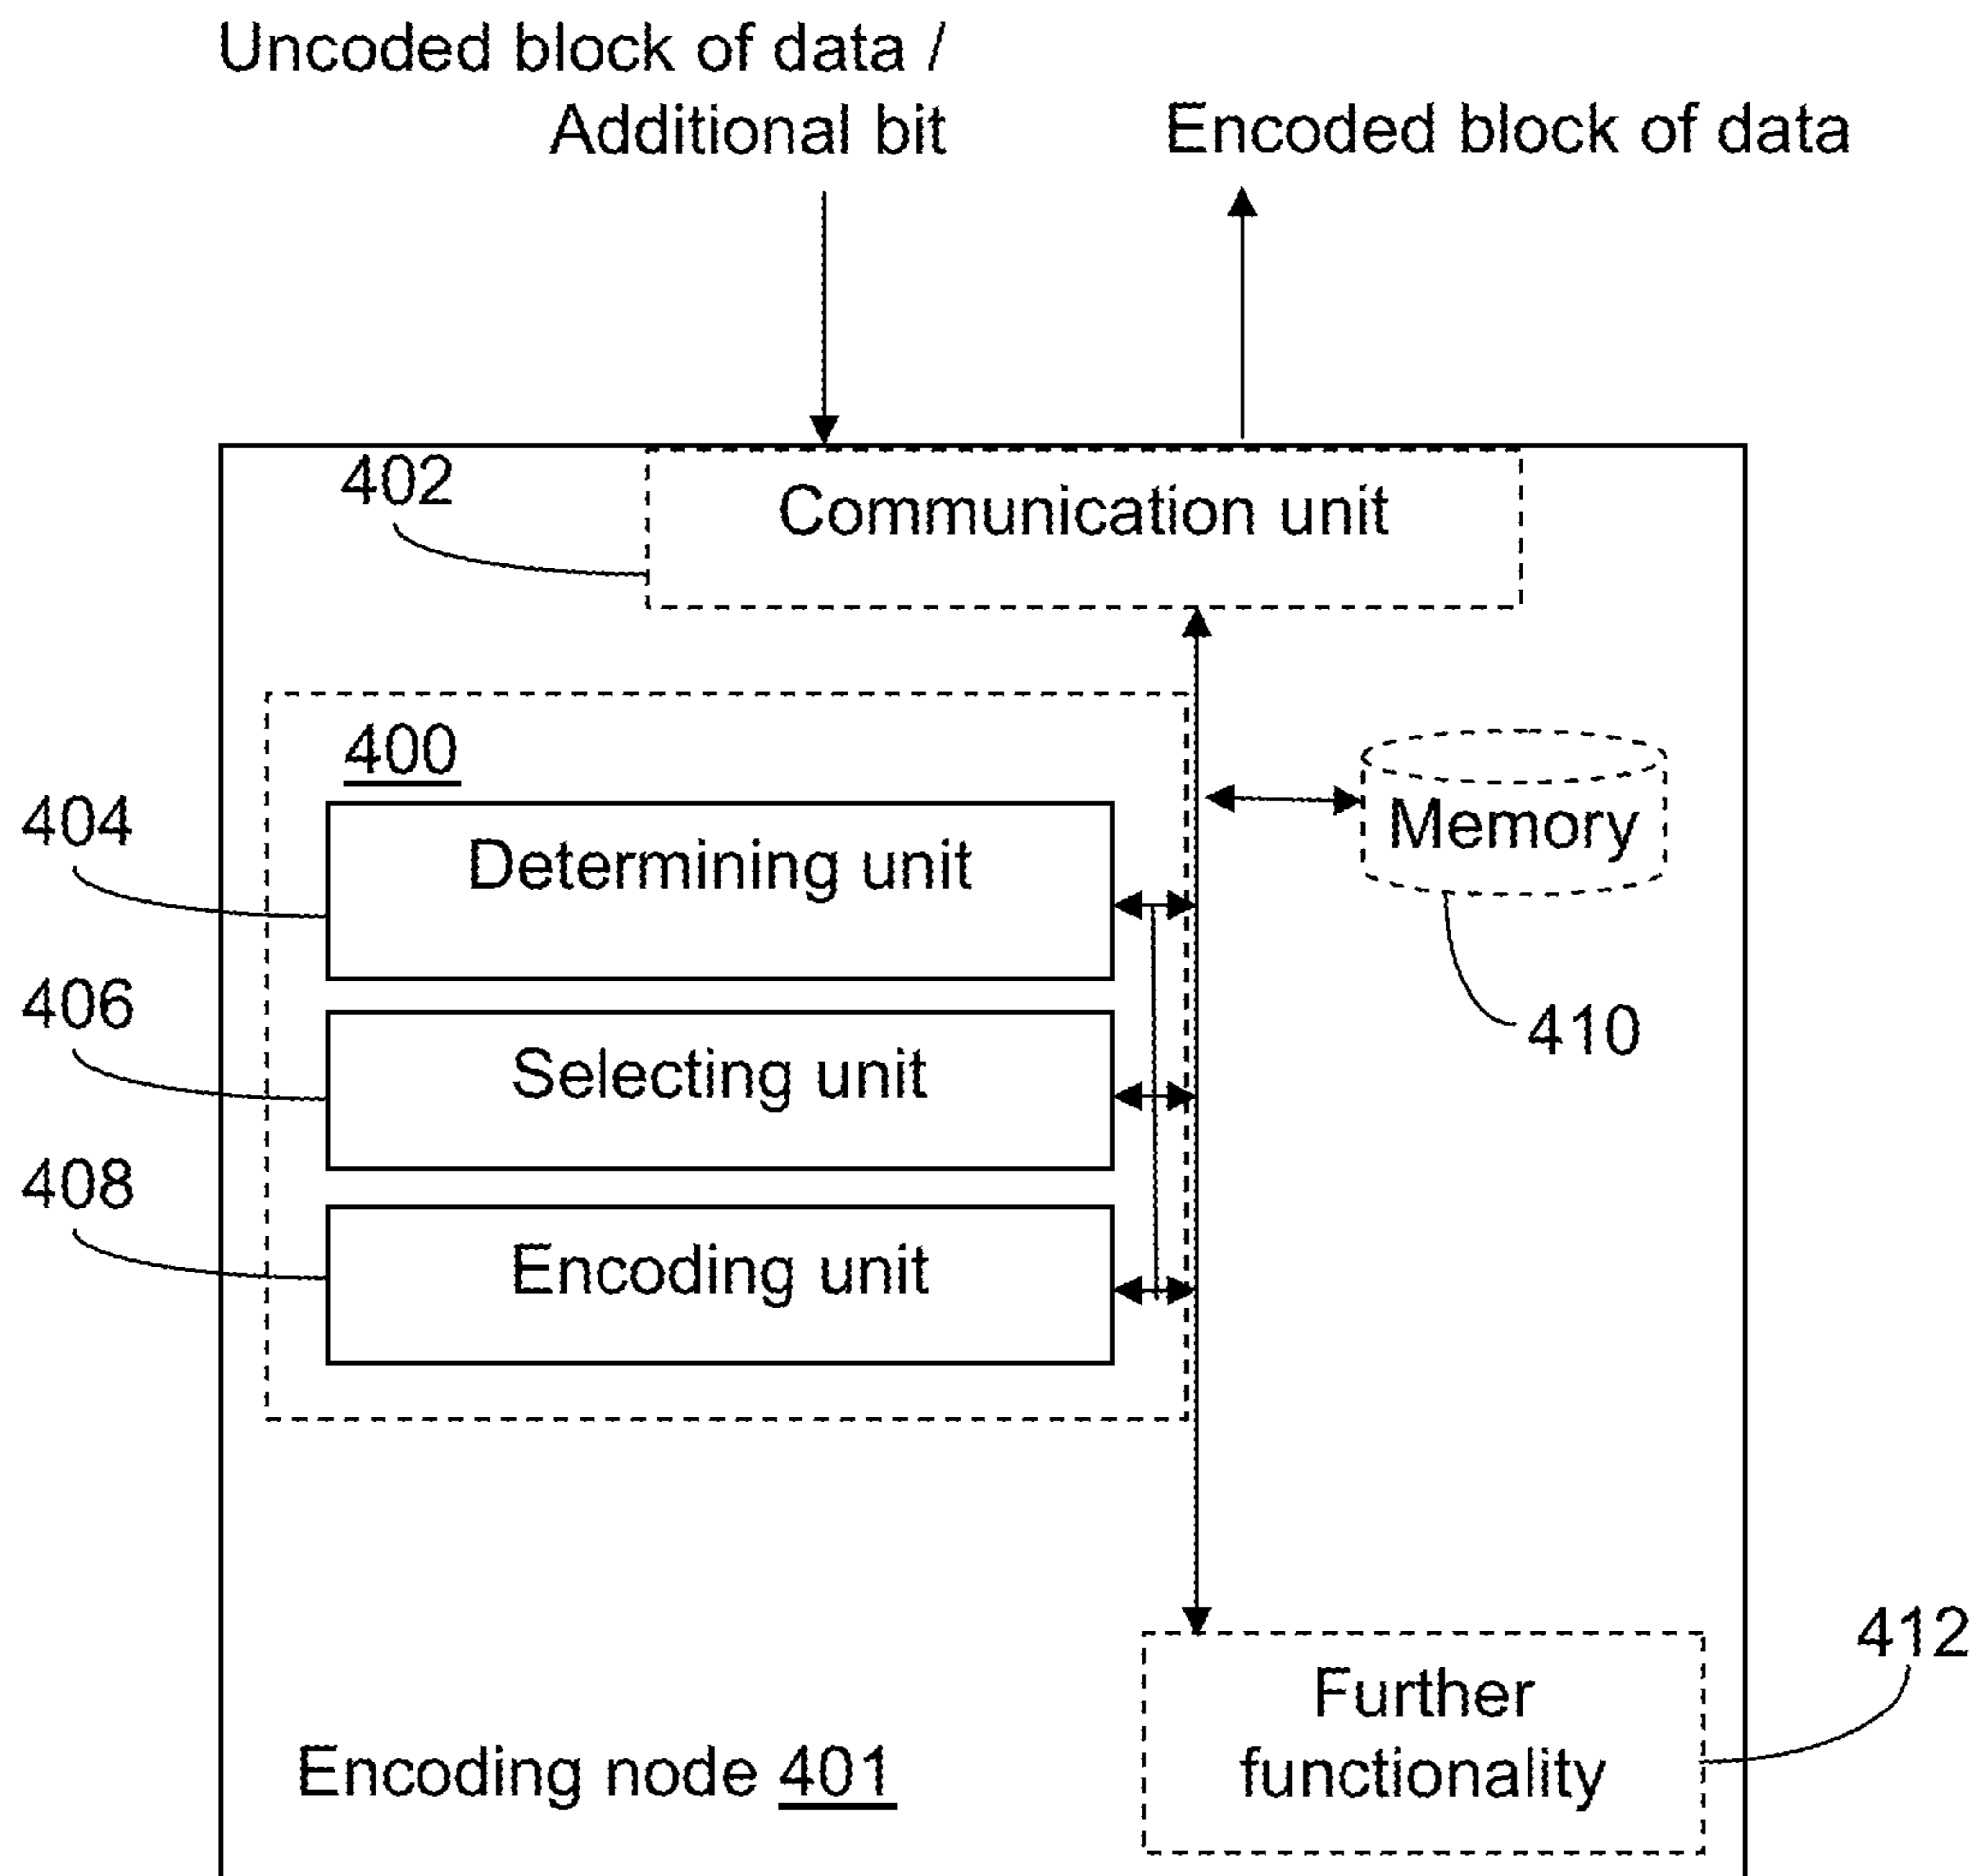 Uncoded block of data /
Additional bit
Encoded block of data
402
Communication unit
400
404
Determining unit
Memory
406
Selecting unit
410
408
Encoding unit
412
Further
functionality
Encoding node 401